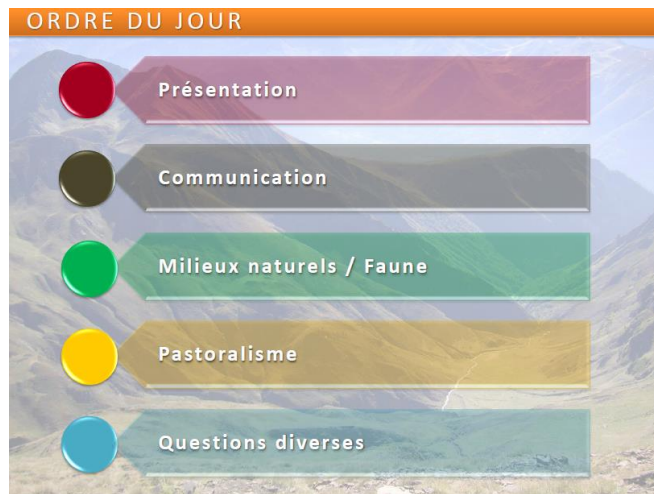 ORDRE DU JOUR
Présentation
Communication
Milieux naturels / Faune
Pastoralisme
Questions diverses